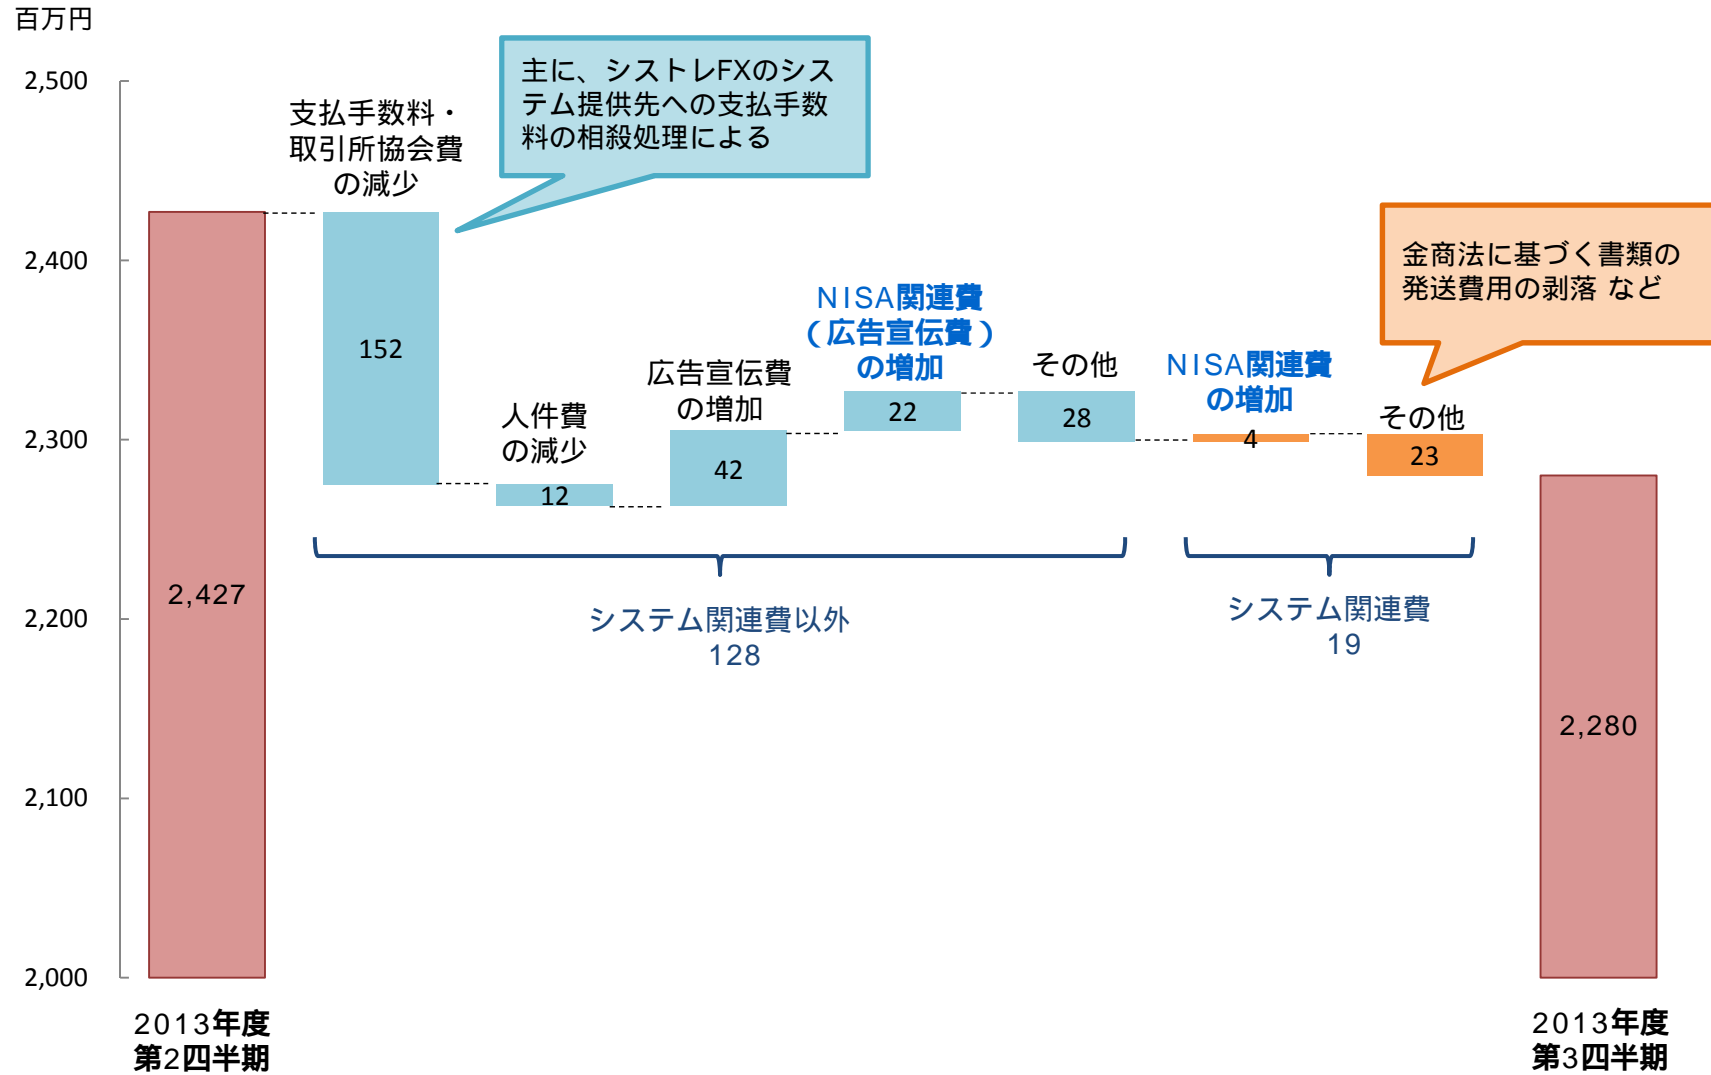 百万円
2,500
2,400
2,300
2,200
2,100
2,000
支払手数料・
取引所協会費
の減少
主に、シストレFXのシス
テム提供先への支払手数
料の相殺処理による
人件費
の減少
広告宣伝費
の増加
NISA関連費
(広告宣伝費)
の増加
その他
NISA関連費
の増加
その他
金商法に基づく書類の
発送費用の剥落 など
2,427
152
12
42
22
28
4
23
2,280
システム関連費以外
128
システム関連費
19
2013年度
第2四半期
2013年度
第3四半期